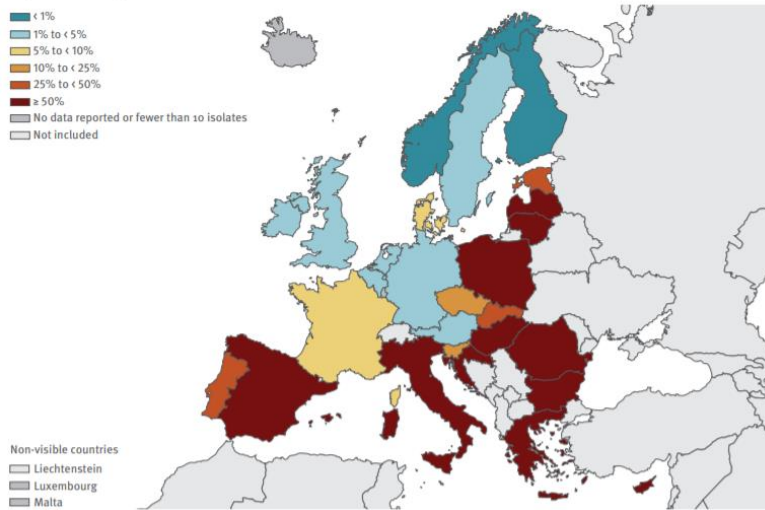 < 1%
1% to < 5%
5% to < 10%
10% to < 25%
25% to < 50%
≥ 50%
No data reported or fewer than 10 isolates
Not included
Non-visible countries
Liechtenstein
Luxembourg
Malta